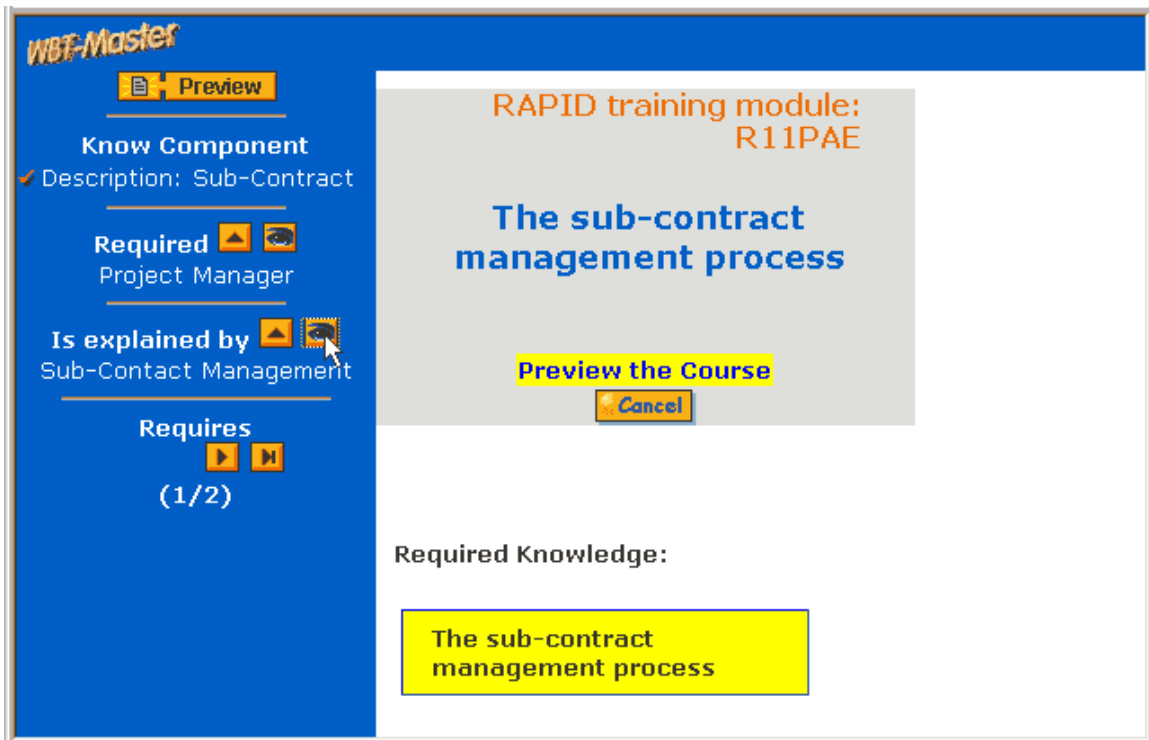 WBT-Master
Preview
Know Component
Description: Sub-Contract
Required
Project Manager
Is explained by
Sub-Contact Management
Requires
(1/2)
RAPID training module:
R11PAE
The sub-contract
management process
Preview the Course
Cancel
Required Knowledge:
The sub-contract
management process